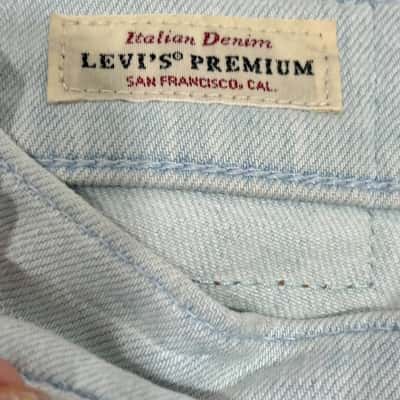 Italian Denim
LEVI'S® PREMIUM
SAN FRANCISCO, CAL.